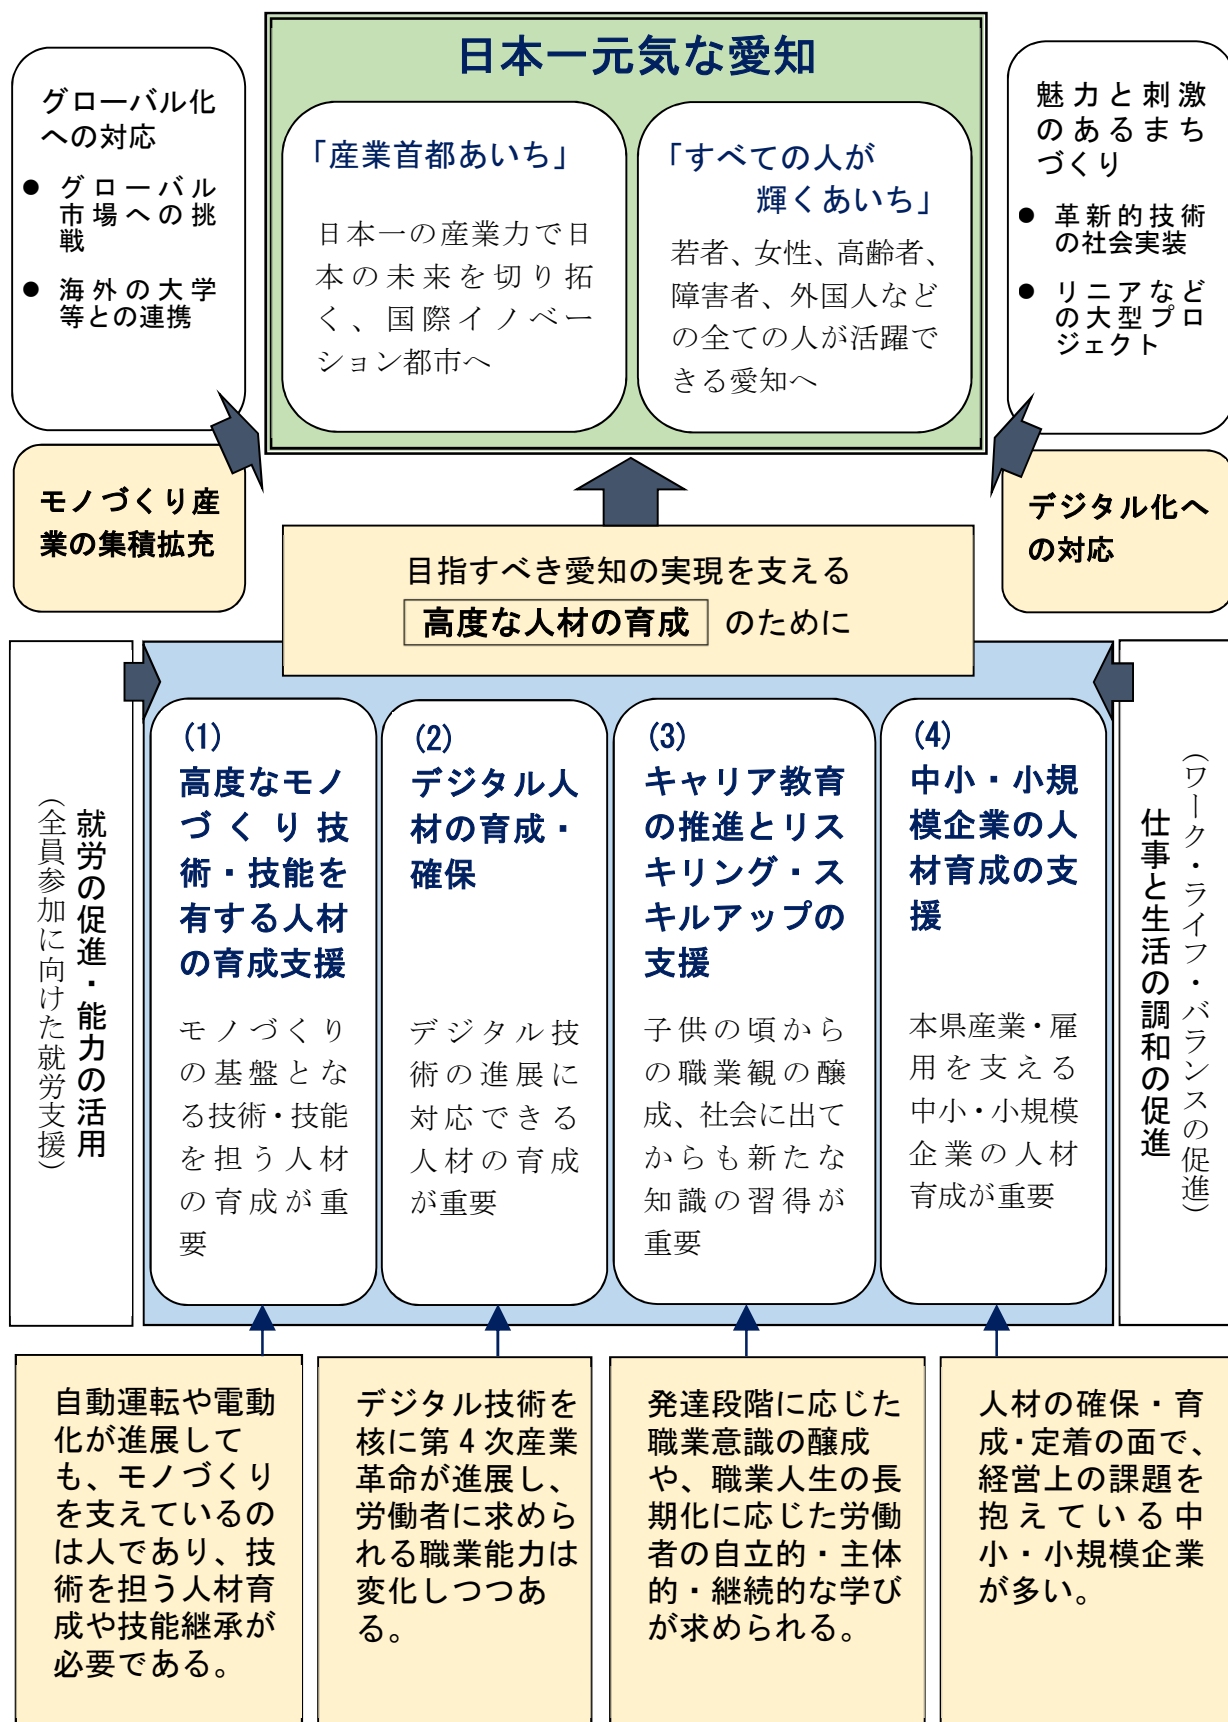 日本一元気な愛知
グローバル化
への対応
● グローバル
市場への挑
戦
● 海外の大学
等との連携
「産業首都あいち」
日本一の産業力で日
本の未来を切り拓
く、国際イノベー
ション都市へ
「すべての人が
輝くあいち」
若者、女性、高齢者、
障害者、外国人など
の全ての人が活躍で
きる愛知へ
魅力と刺激
のあるまち
づくり
● 革新的技術
の社会実装
● リニアなど
の大型プロ
ジェクト
モノづくり産
業の集積拡充
デジタル化へ
の対応
目指すべき愛知の実現を支える
高度な人材の育成 のために
就労の促進・能力の活用
（全員参加に向けた就労支援）
(1)
高度なモノ
づくり技
術・技能を
有する人材
の育成支援
モノづくり
の基盤とな
る技術・技能
を担う人材
の育成が重
要
(2)
デジタル人
材の育成・
確保
デジタル技
術の進展に
対応できる
人材の育成
が重要
(3)
キャリア教育
の推進とリス
キリング・ス
キルアップの
支援
子供の頃から
の職業観の醸
成、社会に出て
からも新たな
知識の習得が
重要
(4)
中小・小規
模企業の人
材育成の支
援
本県産業・雇
用を支える
中小・小規模
企業の人材
育成が重要
（ワーク・ライフ・バランスの促進）
仕事と生活の調和の促進
自動運転や電動
化が進展して
も、モノづくり
を支えているの
は人であり、技
術を担う人材育
成や技能継承が
必要である。
デジタル技術を
核に第４次産業
革命が進展し、
労働者に求めら
れる職業能力は
変化しつつあ
る。
発達段階に応じた
職業意識の醸成
や、職業人生の長
期化に応じた労働
者の自立的・主体
的・継続的な学び
が求められる。
人材の確保・育
成・定着の面で、
経営上の課題を
抱えている中
小・小規模企業
が多い。